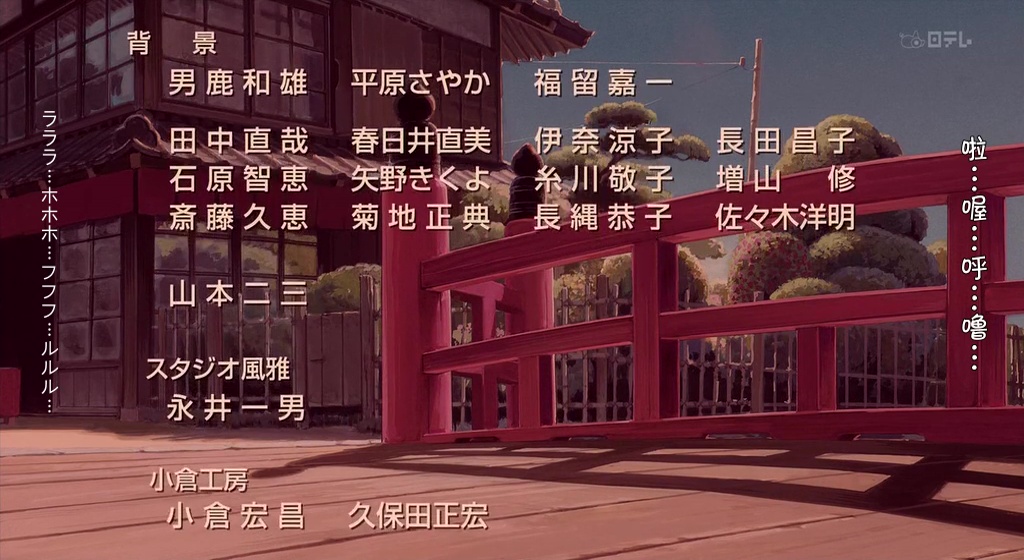 日テレ
背 景
男鹿和雄 平原さやか 福留嘉一
田中直哉 春日井直美 伊奈涼子 長田昌子
石原智恵 矢野きくよ 糸川敬子 増山 修
斎藤久恵 菊地正典 長縄恭子 佐々木洋明
山本二三
スタジオ風雅
永井一男
小倉工房
小倉宏昌 久保田正宏
ラララ…ホホホ…フフフ…ルルル…
啦…喔…呼…噜…